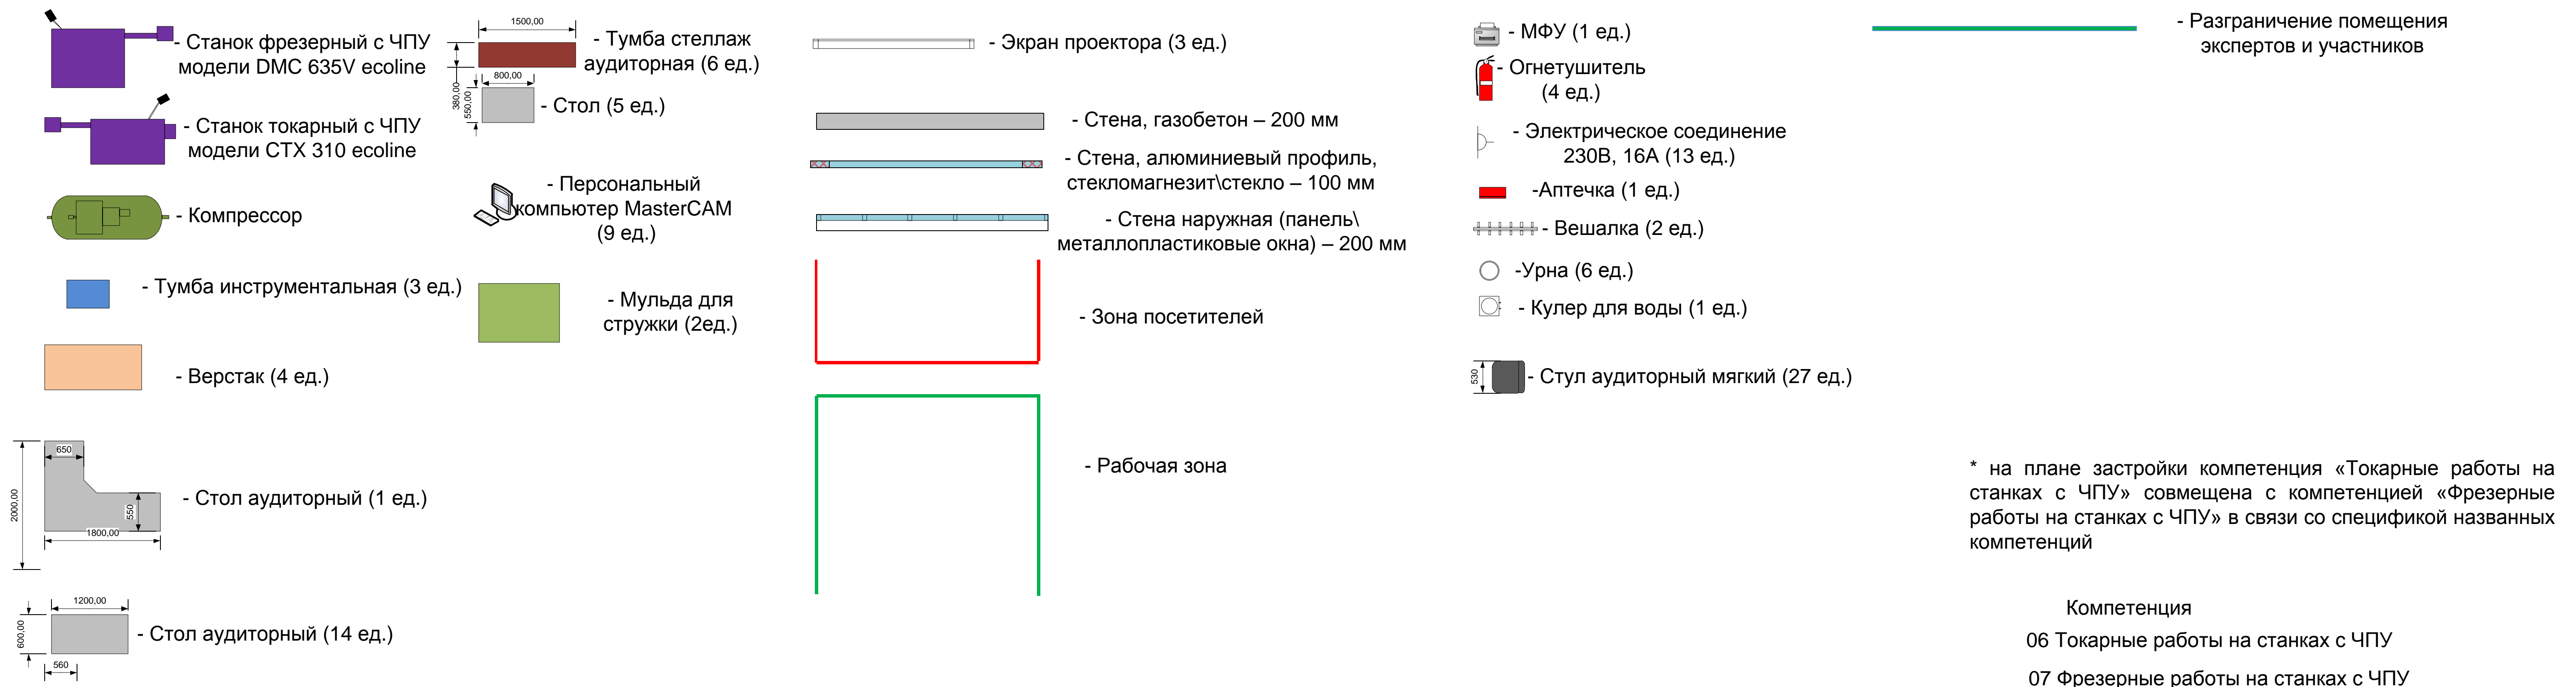 - Станок фрезерный с ЧПУ
модели DMC 635V ecoline
- Станок токарный с ЧПУ
модели CTX 310 ecoline
- Компрессор
- Тумба инструментальная (3 ед.)
- Верстак (4 ед.)
650
2000,00
550
1800,00
- Стол аудиторный (1 ед.)
1200,00
600,00
560
- Стол аудиторный (14 ед.)
1500,00
380,00
- Тумба стеллаж
аудиторная (6 ед.)
800,00
550,00
- Стол (5 ед.)
- Персональный
компьютер MasterCAM
(9 ед.)
- Мульда для
стружки (2ед.)
- Экран проектора (3 ед.)
- Стена, газобетон – 200 мм
- Стена, алюминиевый профиль,
стекломагнезит\стекло – 100 мм
- Стена наружная (панель\
металлопластиковые окна) – 200 мм
- Зона посетителей
- Рабочая зона
- МФУ (1 ед.)
- Огнетушитель
(4 ед.)
- Электрическое соединение
230В, 16А (13 ед.)
-Аптечка (1 ед.)
- Вешалка (2 ед.)
-Урна (6 ед.)
- Кулер для воды (1 ед.)
530
- Стул аудиторный мягкий (27 ед.)
- Разграничение помещения
экспертов и участников
* на плане застройки компетенция «Токарные работы на
станках с ЧПУ» совмещена с компетенцией «Фрезерные
работы на станках с ЧПУ» в связи со спецификой названных
компетенций
Компетенция
06 Токарные работы на станках с ЧПУ
07 Фрезерные работы на станках с ЧПУ